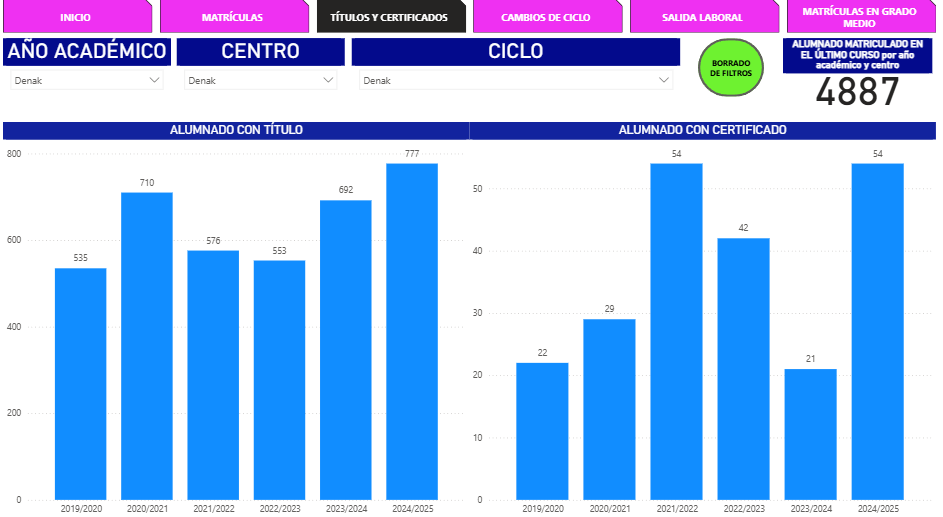 INICIO
MATRÍCULAS
TÍTULOS Y CERTIFICADOS
CAMBIOS DE CICLO
SALIDA LABORAL
MATRÍCULAS EN GRADO
MEDIO
AÑO ACADÉMICO
CENTRO
CICLO
BORRADO
DE FILTROS
ALUMNADO MATRICULADO EN
EL ÚLTIMO CURSO por año
académico y centro
Denak
Denak
Denak
4887
ALUMNADO CON TÍTULO
800
600
400
200
0
535
710
576
553
692
777
2019/2020
2020/2021
2021/2022
2022/2023
2023/2024
2024/2025
ALUMNADO CON CERTIFICADO
50
40
30
20
10
0
22
29
54
42
21
54
2019/2020
2020/2021
2021/2022
2022/2023
2023/2024
2024/2025